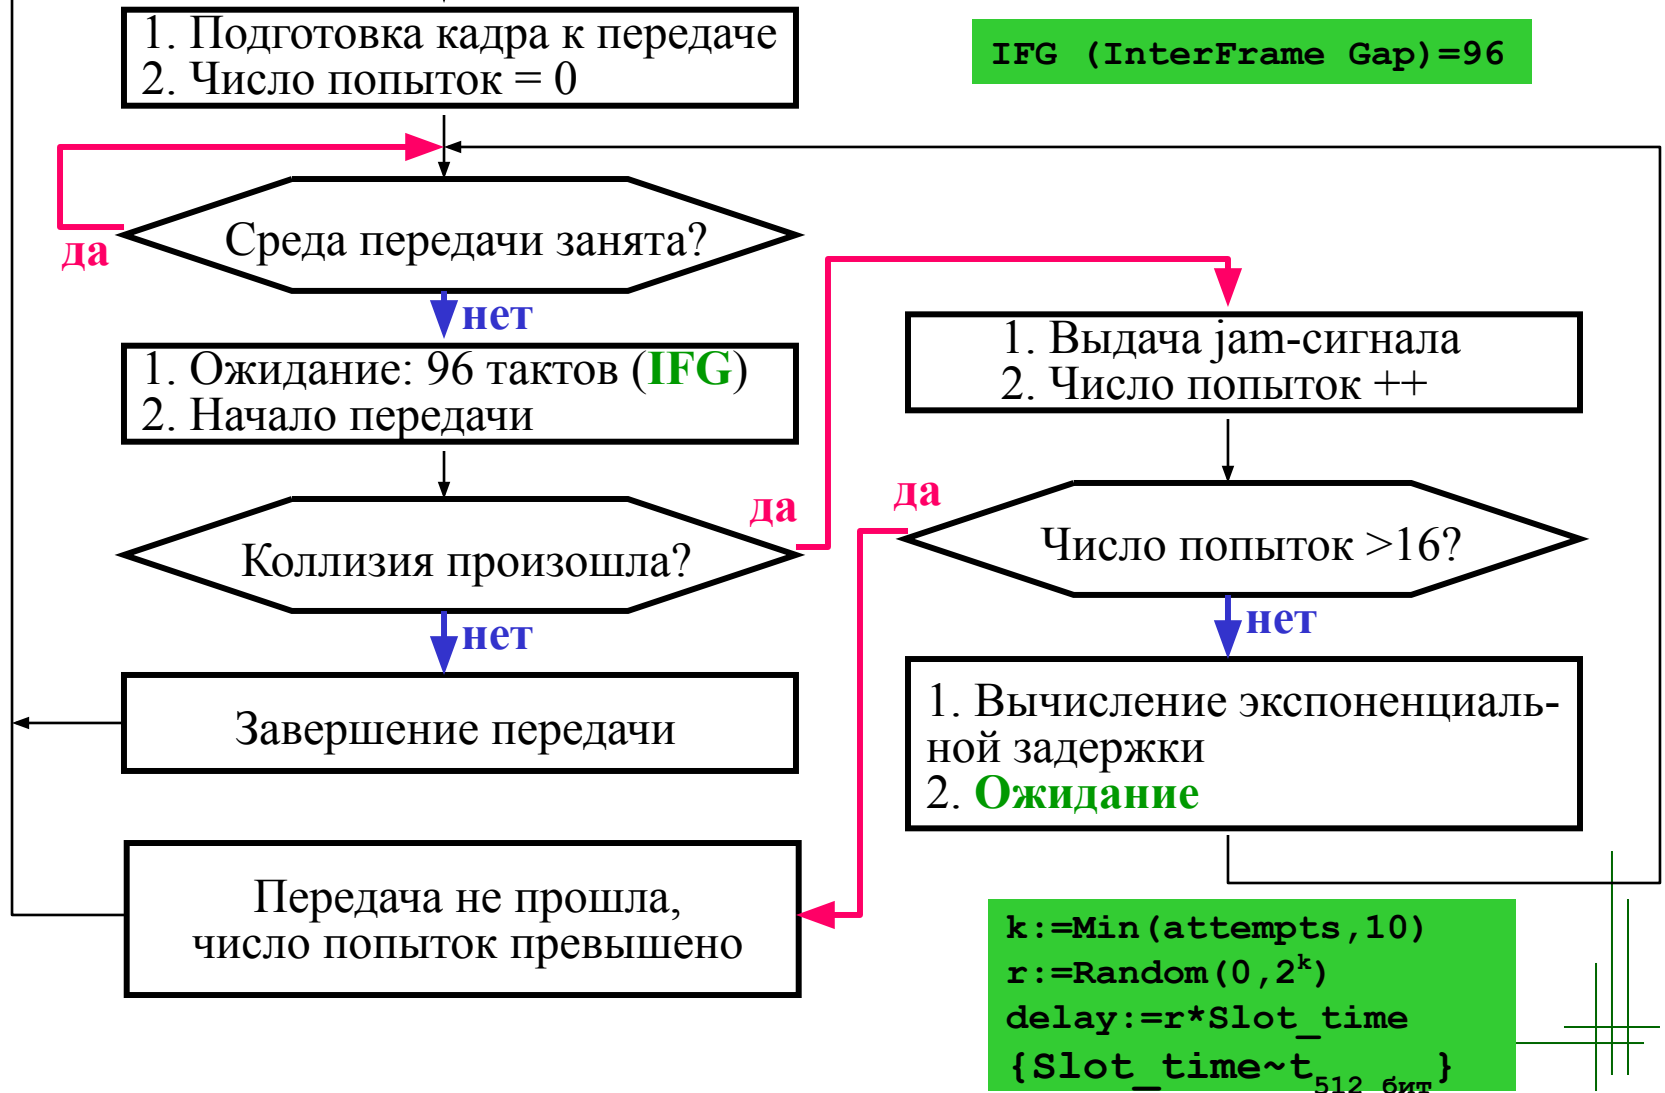 1. Подготовка кадра к передаче
2. Число попыток = 0
IFG (InterFrame Gap)=96
Среда передачи занята?
да
нет
1. Ожидание: 96 тактов (IFG)
2. Начало передачи
Коллизия произошла?
да
нет
Завершение передачи
Передача не прошла,
число попыток превышено
1. Выдача jam-сигнала
2. Число попыток ++
да
Число попыток >16?
нет
1. Вычисление экспоненциаль-
ной задержки
2. Ожидание
k:=Min(attempts,10)
r:=Random(0,2^k)
delay:=r*Slot_time
{Slot_time~t_512 бит}